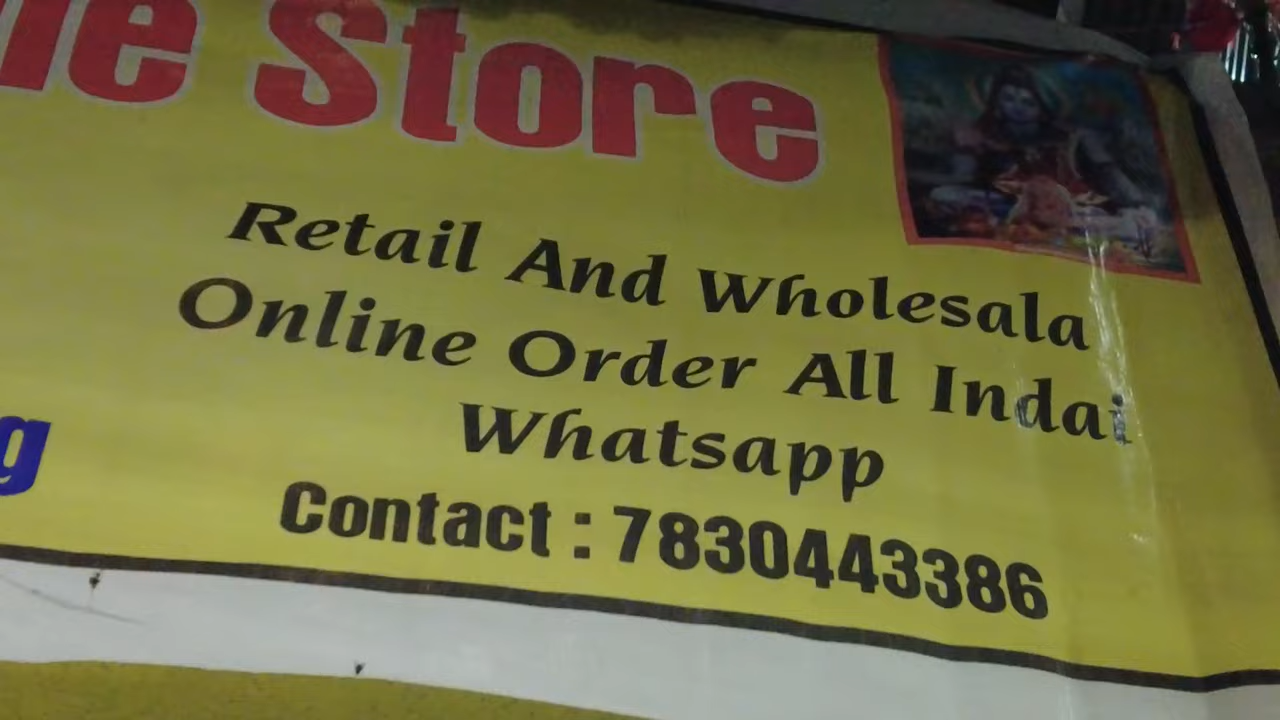 Store
Retail And Wholesala
Online Order All Indai
Whatsapp
g
Contact : 7830443386